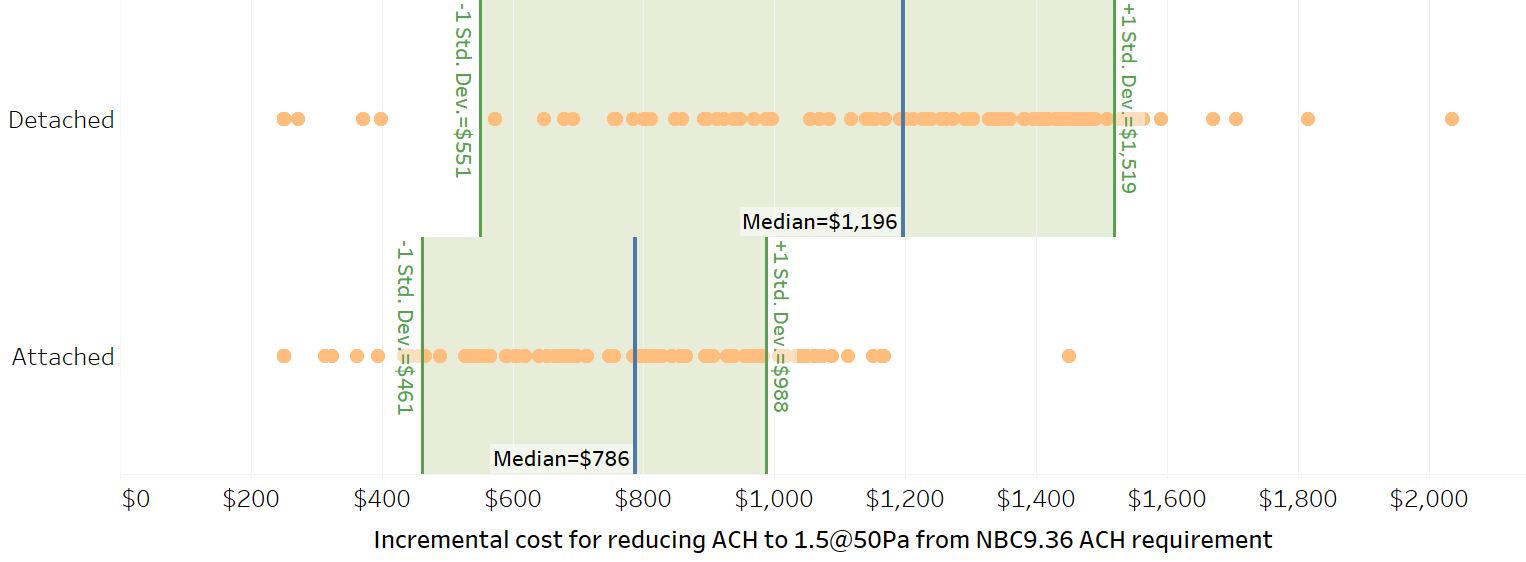 -1 Std. Dev.=$551
+1 Std. Dev.=$1,519
Detached
Median=$1,196
-1 Std. Dev.=$461
+1 Std. Dev.=$988
Attached
Median=$786
$0 $200 $400 $600 $800 $1,000 $1,200 $1,400 $1,600 $1,800 $2,000
Incremental cost for reducing ACH to 1.5@50Pa from NBC9.36 ACH requirement